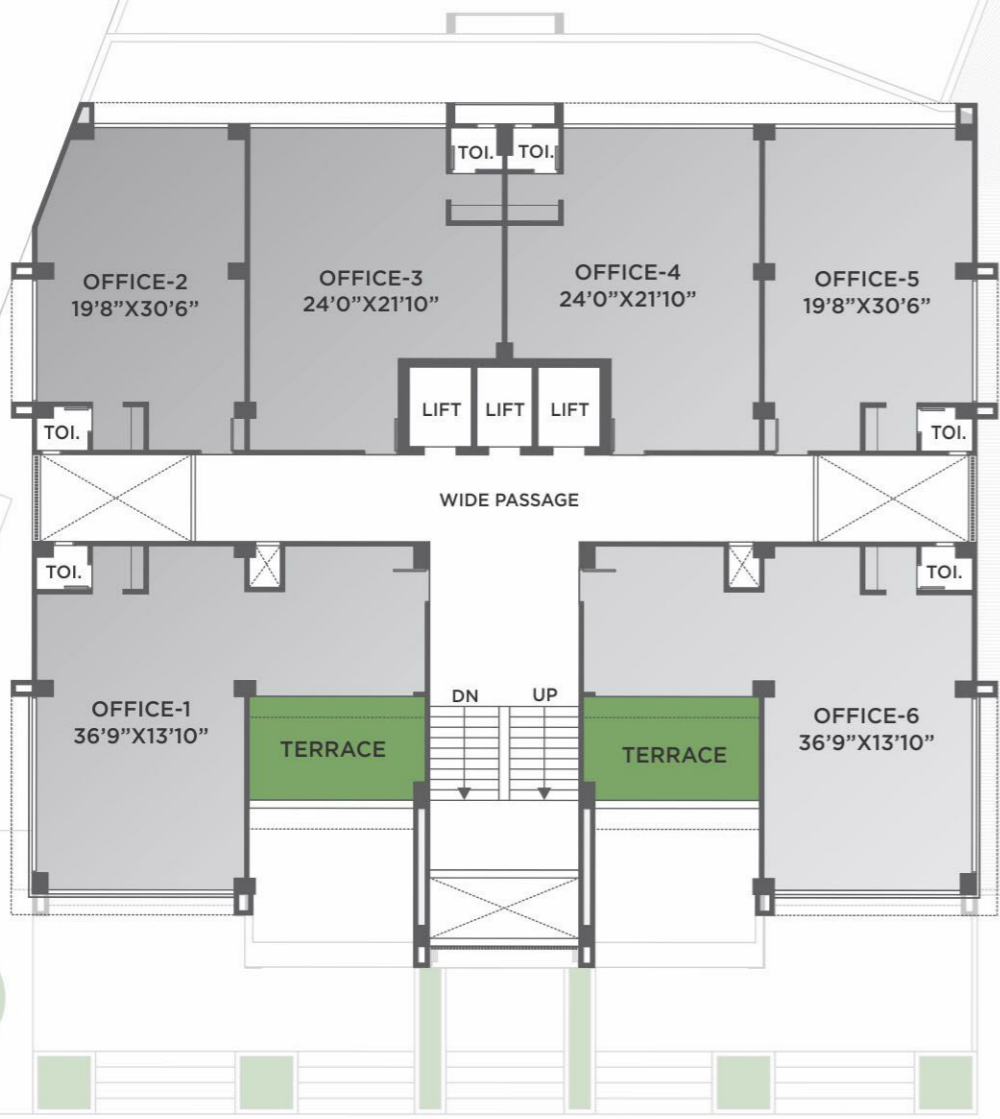 TOI. TOI.
OFFICE-2
19'8"X30'6"
OFFICE-3
24'0"X21'10"
OFFICE-4
24'0"X21'10"
OFFICE-5
19'8"X30'6"
TOI.
LIFT LIFT LIFT
TOI.
WIDE PASSAGE
TOI.
TOI.
OFFICE-1
36'9"X13'10"
TERRACE
DN UP
TERRACE
OFFICE-6
36'9"X13'10"